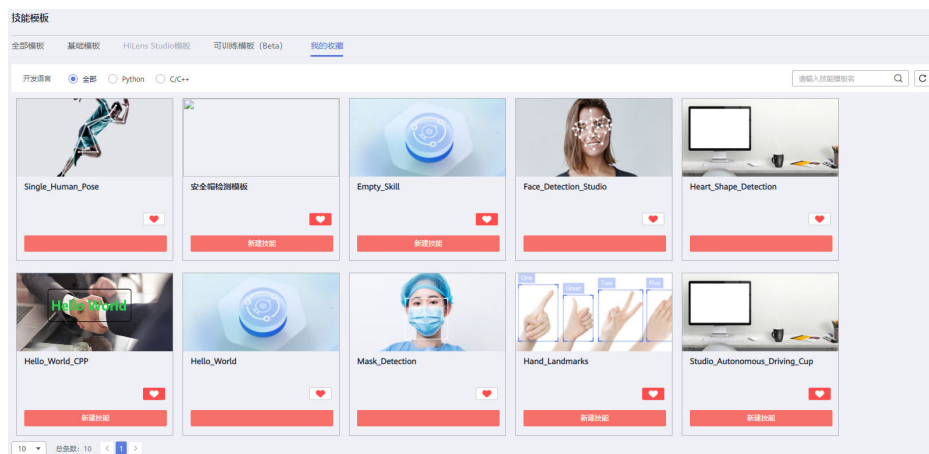 技能模板
全部模板 基础模板 HiLens Studio模板 可训练模板（Beta） 我的收藏
开发语言 全部 Python C/C++ 请输入技能模板名
Single_Human_Pose 安全帽检测模板 Empty_Skill Face_Detection_Studio Heart_Shape_Detection
新建技能 新建技能
Hello World One Great Two Five
Hello_World_CPP Hello_World Mask_Detection Hand_Landmarks Studio_Autonomous_Driving_Cup
新建技能 新建技能 新建技能
10 总条数：10 < 1 >